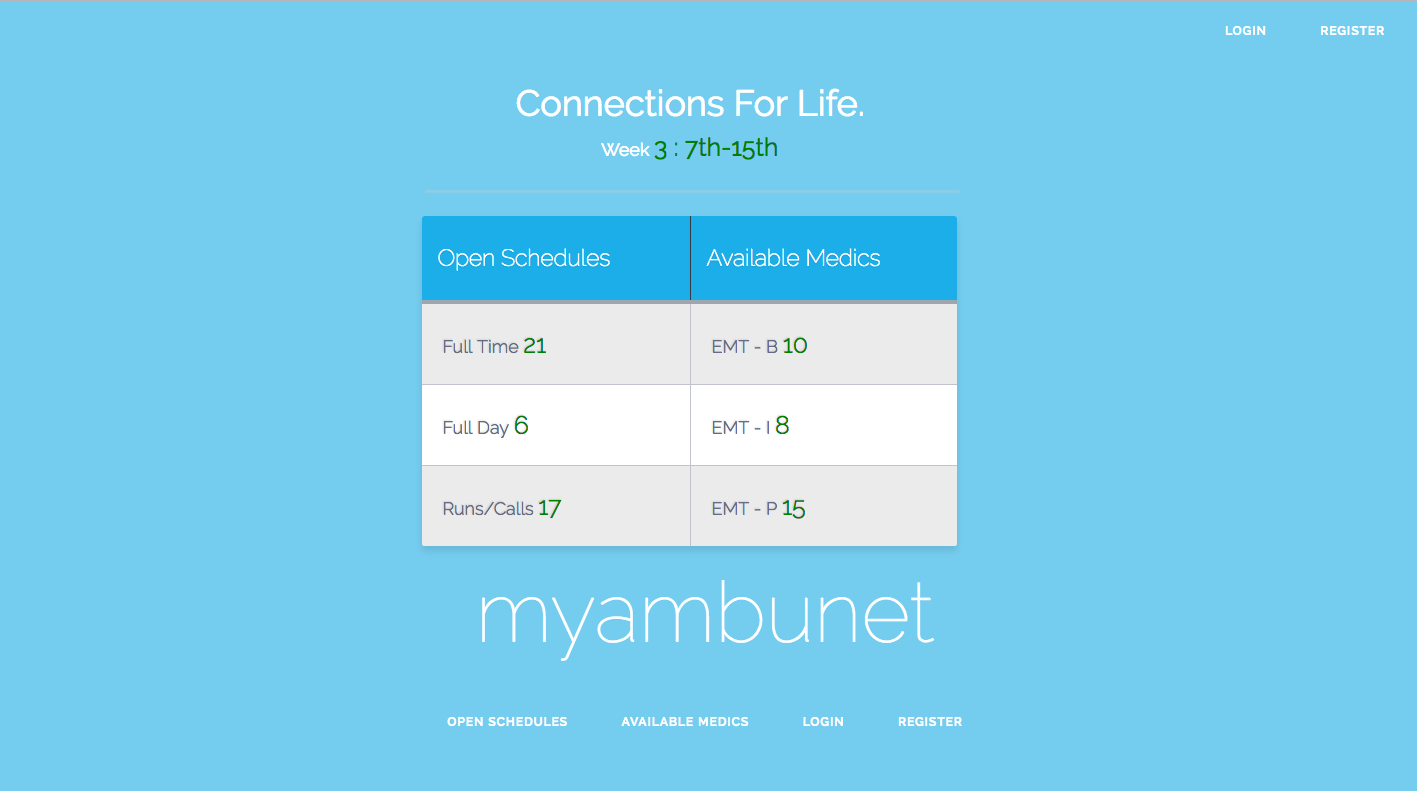 LOGIN REGISTER
Connections For Life.
Week 3 : 7th-15th
Open Schedules Available Medics
Full Time 21 EMT - B 10
Full Day 6 EMT - I 8
Runs/Calls 17 EMT - P 15
myambunet
OPEN SCHEDULES AVAILABLE MEDICS LOGIN REGISTER